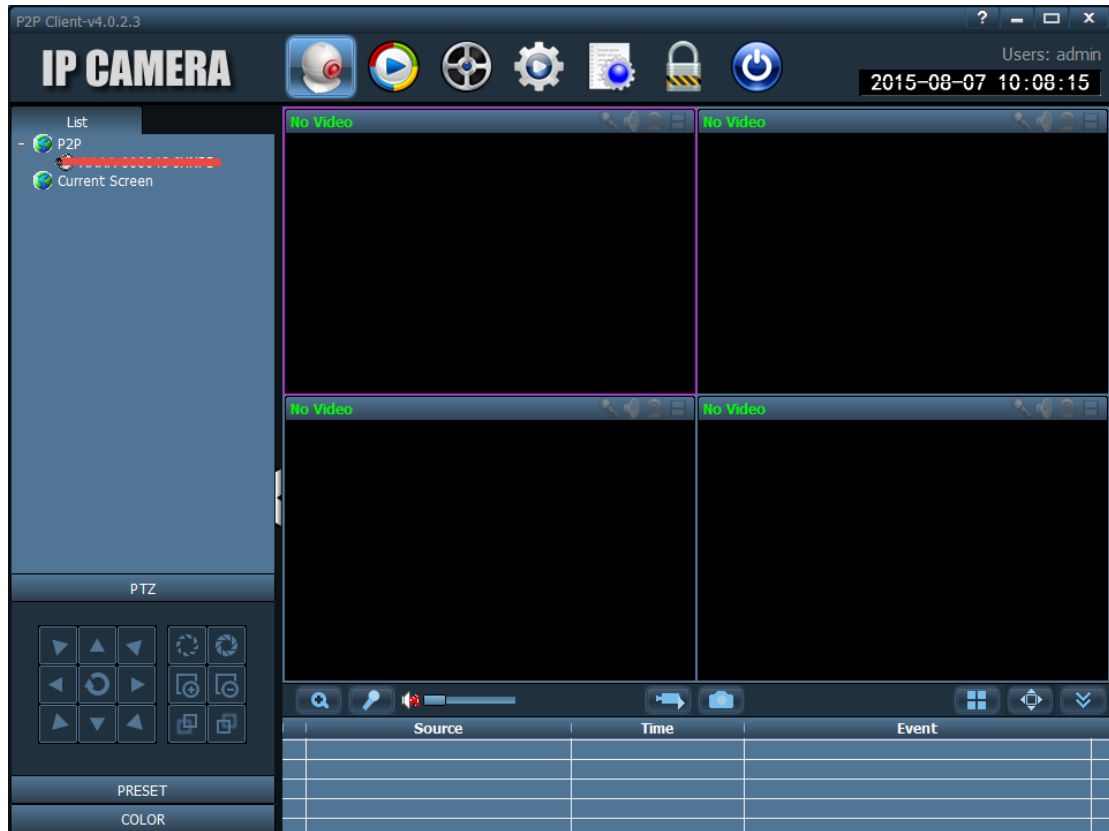 P2P Client-v4.0.2.3
IP CAMERA
Users: admin
2015-08-07 10:08:15
List
P2P
Current Screen
No Video
No Video
No Video
No Video
PTZ
PRESET
COLOR
Source Time Event